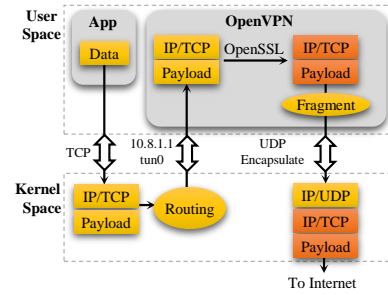 User
Space
App
Data
OpenVPN
IP/TCP
Payload
OpenSSL
IP/TCP
Payload
Fragment
TCP
10.8.1.1
tun0
UDP
Encapsulate
Kernel
Space
IP/TCP
Payload
Routing
IP/UDP
IP/TCP
Payload
To Internet